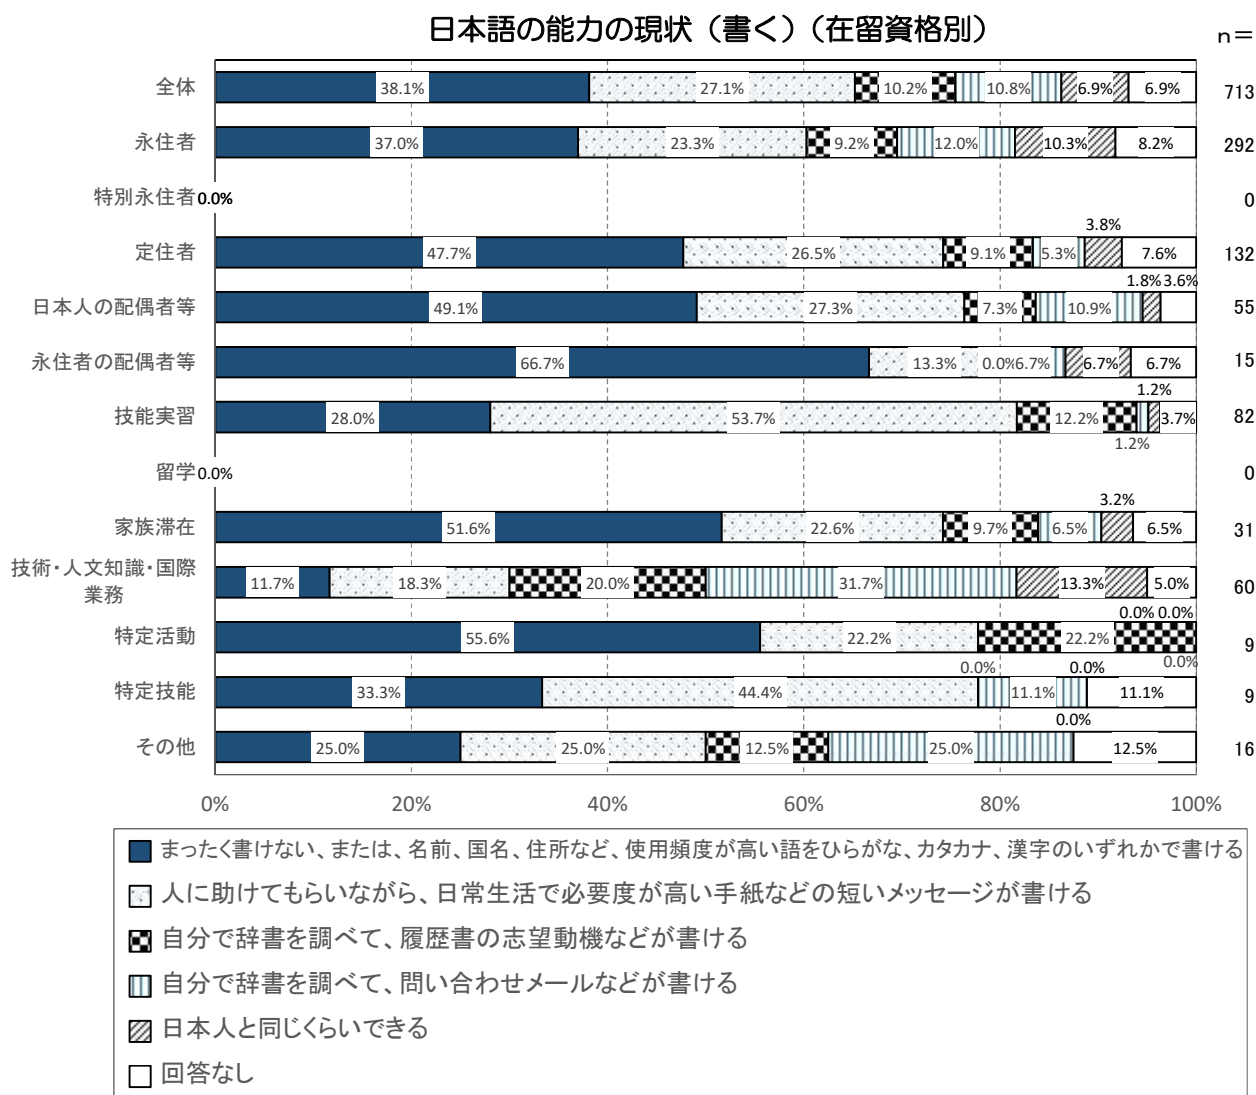 日本語の能力の現状（書く）（在留資格別）
n＝
全体 38.1% 27.1% 10.2% 10.8% 6.9% 6.9% 713
永住者 37.0% 23.3% 9.2% 12.0% 10.3% 8.2% 292
特別永住者 0.0% 0
3.8%
定住者 47.7% 26.5% 9.1% 5.3% 7.6% 132
1.8% 3.6%
日本人の配偶者等 49.1% 27.3% 7.3% 10.9% 55
永住者の配偶者等 66.7% 13.3% 0.0% 6.7% 6.7% 6.7% 15
1.2%
技能実習 28.0% 53.7% 12.2% 3.7% 82
1.2%
留学 0.0% 0
3.2%
家族滞在 51.6% 22.6% 9.7% 6.5% 6.5% 31
技術・人文知識・国際
業務 11.7% 18.3% 20.0% 31.7% 13.3% 5.0% 60
0.0% 0.0%
特定活動 55.6% 22.2% 22.2% 9
0.0%
0.0% 0.0%
特定技能 33.3% 44.4% 11.1% 11.1% 9
0.0%
その他 25.0% 25.0% 12.5% 25.0% 12.5% 16
0% 20% 40% 60% 80% 100%
まったく書けない、または、名前、国名、住所など、使用頻度が高い語をひらがな、カタカナ、漢字のいずれかで書ける
人に助けてもらいながら、日常生活で必要度が高い手紙などの短いメッセージが書ける
自分で辞書を調べて、履歴書の志望動機などが書ける
自分で辞書を調べて、問い合わせメールなどが書ける
日本人と同じくらいできる
回答なし